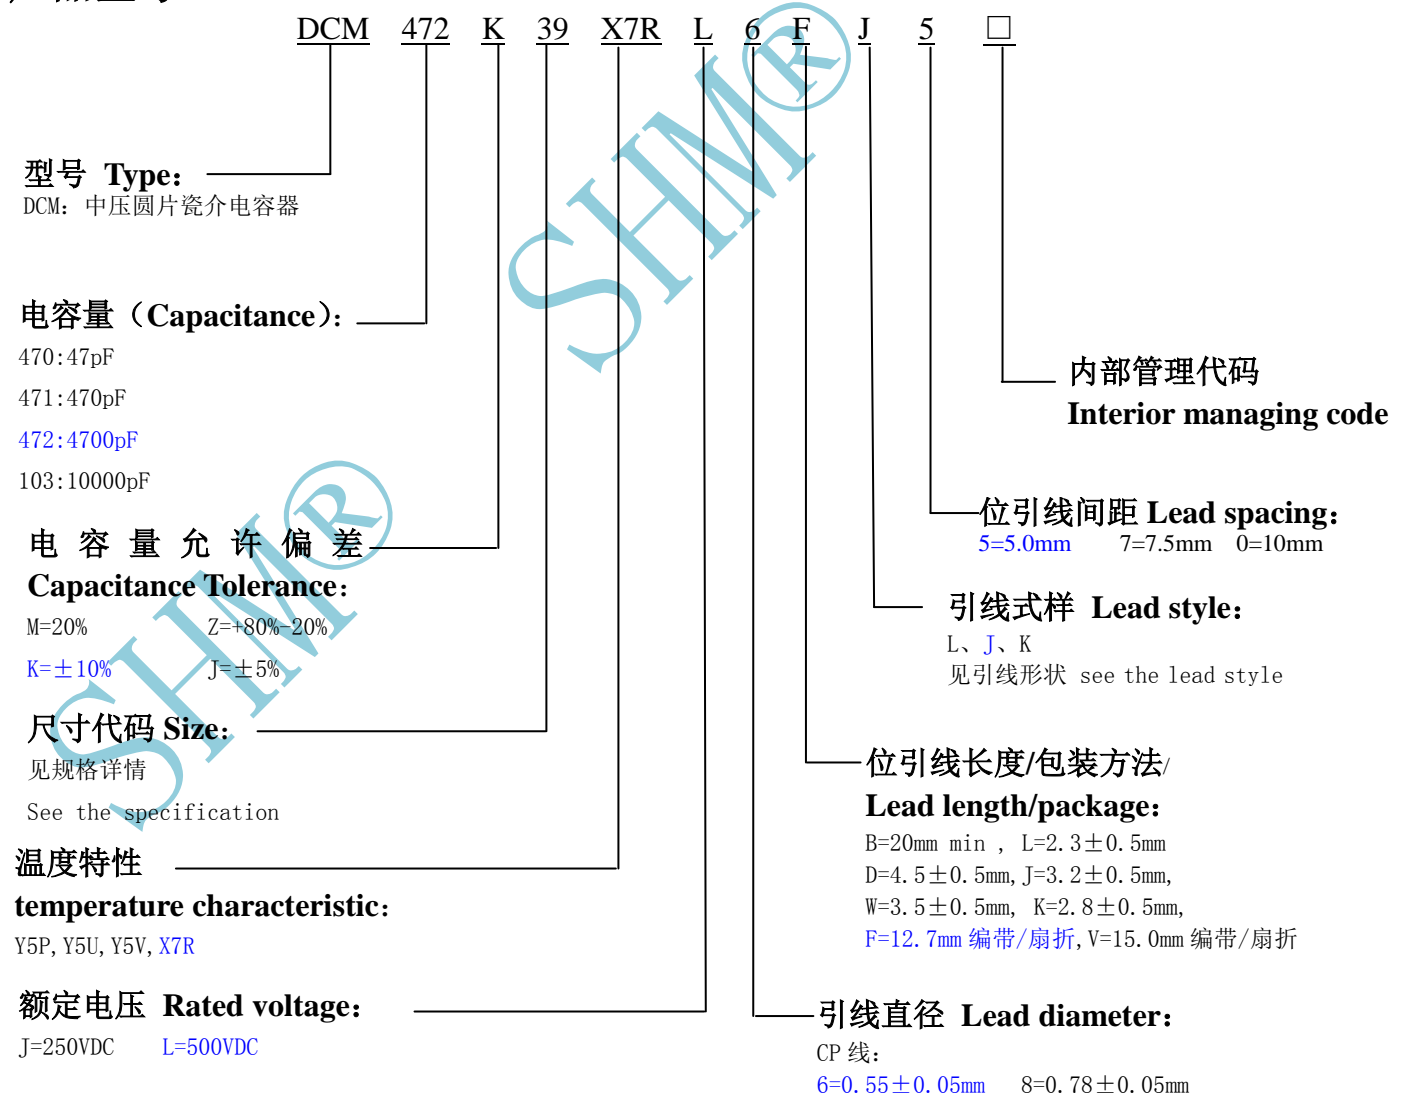 DCM 472 K 39 X7R L 6 F J 5 □
型号 Type：
DCM：中压圆片瓷介电容器
电容量（Capacitance）：
470:47pF
471:470pF
472:4700pF
103:10000pF
电 容 量 允 许 偏 差
Capacitance Tolerance：
M=20% Z=+80%-20%
K=±10% J=±5%
尺寸代码 Size：
见规格详情
See the specification
温度特性
temperature characteristic：
Y5P,Y5U,Y5V,X7R
额定电压 Rated voltage：
J=250VDC L=500VDC
内部管理代码
Interior managing code
位引线间距 Lead spacing：
5=5.0mm 7=7.5mm 0=10mm
引线式样 Lead style：
L、J、K
见引线形状 see the lead style
位引线长度/包装方法/
Lead length/package：
B=20mm min , L=2.3±0.5mm
D=4.5±0.5mm,J=3.2±0.5mm,
W=3.5±0.5mm, K=2.8±0.5mm,
F=12.7mm 编带/扇折,V=15.0mm 编带/扇折
引线直径 Lead diameter：
CP 线：
6=0.55±0.05mm 8=0.78±0.05mm
SHM®
SHM®